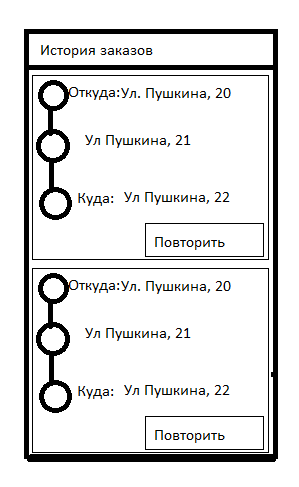 История заказов
Откуда:Ул. Пушкина, 20
Ул Пушкина, 21
Куда: Ул Пушкина, 22
Повторить
Откуда:Ул. Пушкина, 20
Ул Пушкина, 21
Куда: Ул Пушкина, 22
Повторить